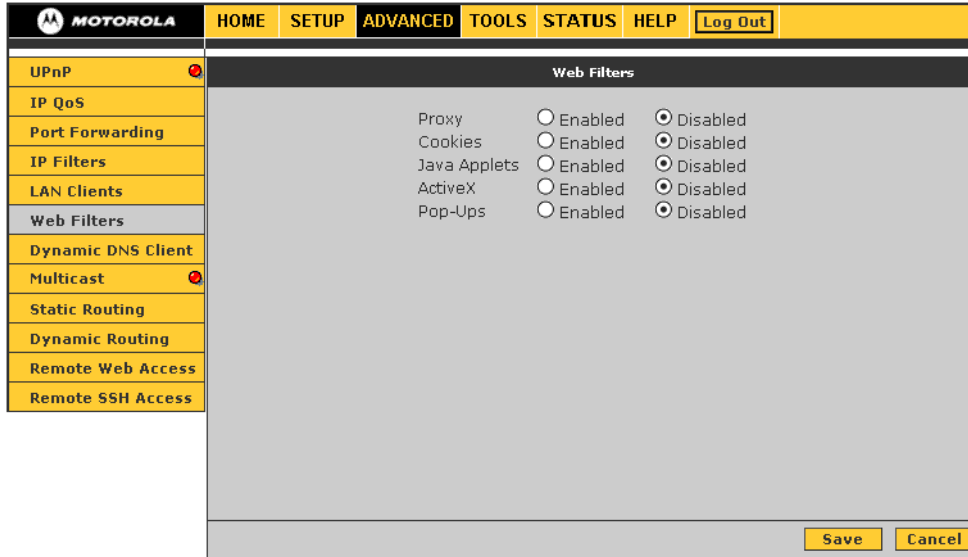 MOTOROLA HOME SETUP ADVANCED TOOLS STATUS HELP Log Out
UPnP
IP QoS
Port Forwarding
IP Filters
LAN Clients
Web Filters
Dynamic DNS Client
Multicast
Static Routing
Dynamic Routing
Remote Web Access
Remote SSH Access
Web Filters
Proxy Enabled Disabled
Cookies Enabled Disabled
Java Applets Enabled Disabled
ActiveX Enabled Disabled
Pop-Ups Enabled Disabled
Save Cancel